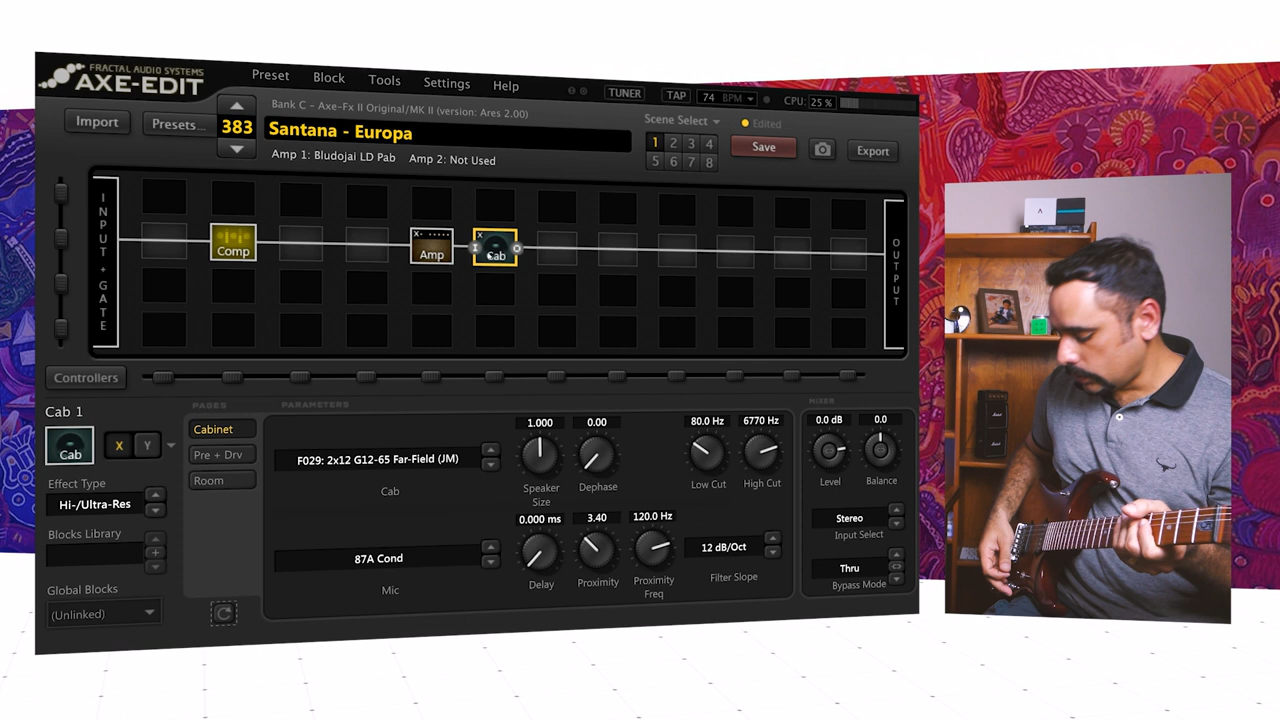 FRACTAL AUDIO SYSTEMS
AXE-EDIT
Preset Block Tools Settings Help
TUNER TAP 74 BPM CPU: 25 %
Import Presets... 383
Bank C - Axe-Fx II Original/MK II (version: Ares 2.00)
Santana - Europa
Amp 1: Bludojai LD Pab Amp 2: Not Used
Scene Select Edited
1 2 3 4
5 6 7 8
Save Export
INPUT + GATE
Comp
X
Amp
X
I Cab O
OUTPUT
Controllers
Cab 1
Cab
X Y
Effect Type
Hi-/Ultra-Res
Blocks Library
Global Blocks
(Unlinked)
PAGES
Cabinet
Pre + Drv
Room
PARAMETERS
F029: 2x12 G12-65 Far-Field (JM)
Cab
87A Cond
Mic
1.000 0.00 80.0 Hz 6770 Hz
Speaker Size Dephase Low Cut High Cut
0.000 ms 3.40 120.0 Hz 12 dB/Oct
Delay Proximity Proximity Freq Filter Slope
MIXER
0.0 dB 0.0
Level Balance
Stereo
Input Select
Thru
Bypass Mode